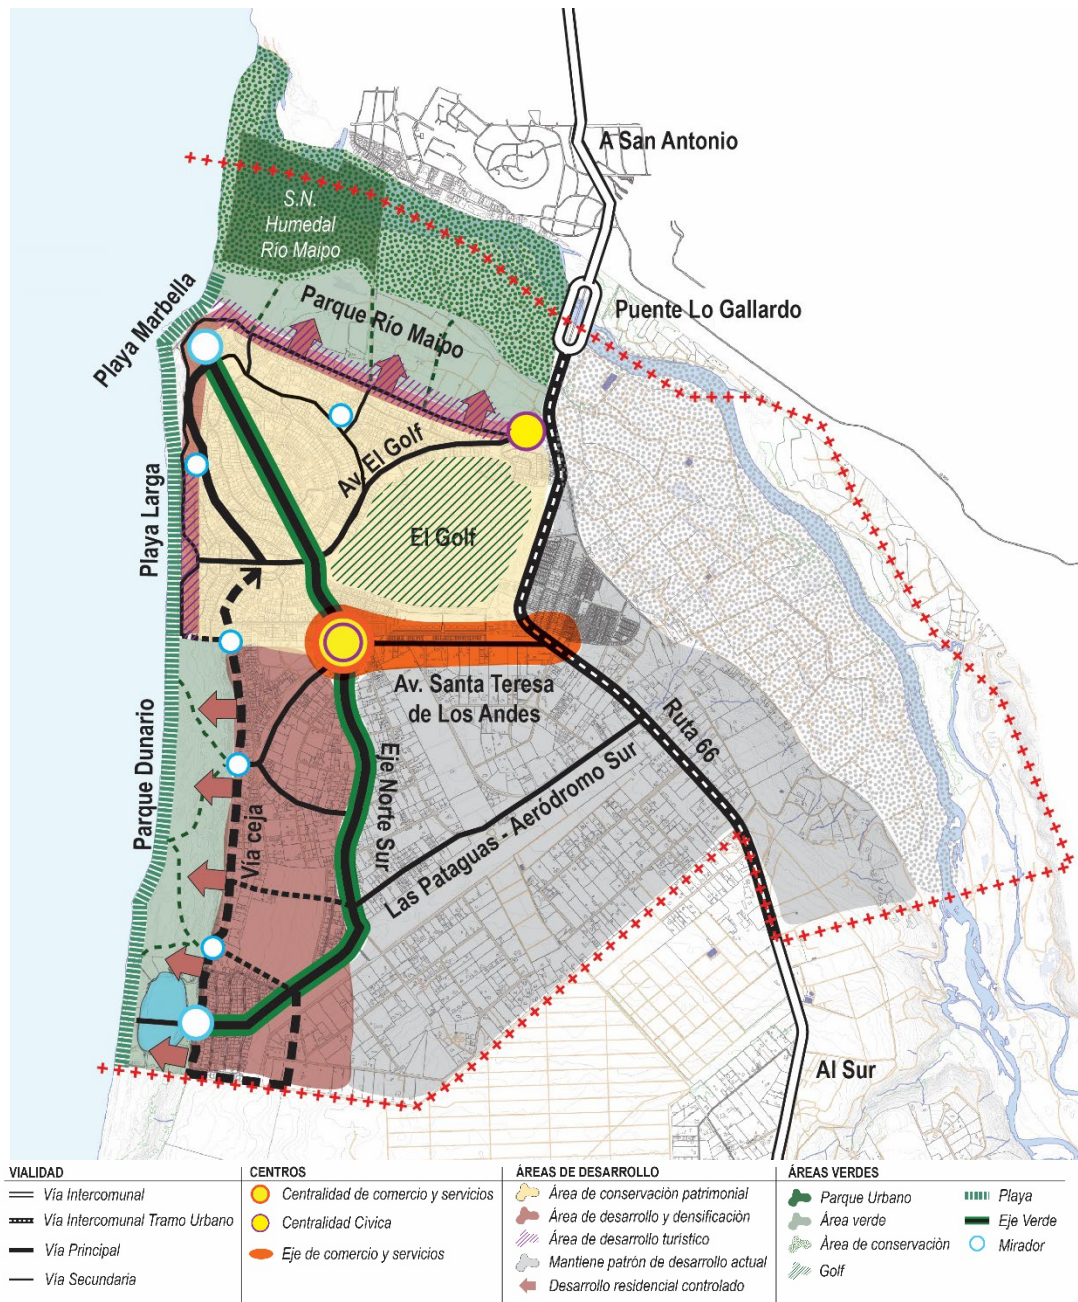 A San Antonio
S.N.
Humedal
Río Maipo
Playa Marbella
Parque Río Maipo
Puente Lo Gallardo
Av. El Golf
Playa Larga
El Golf
Av. Santa Teresa
de Los Andes
Ruta 66
Parque Dunario
Vía ceja
Eje Norte Sur
Las Pataguas - Aeródromo Sur
Al Sur
VIALIDAD
Vía Intercomunal
Vía Intercomunal Tramo Urbano
Vía Principal
Vía Secundaria
CENTROS
Centralidad de comercio y servicios
Centralidad Civica
Eje de comercio y servicios
ÁREAS DE DESARROLLO
Área de conservaciòn patrimonial
Área de desarrollo y densificaciòn
Área de desarrollo turístico
Mantiene patrón de desarrollo actual
Desarrollo residencial controlado
ÁREAS VERDES
Parque Urbano
Área verde
Área de conservaciòn
Golf
Playa
Eje Verde
Mirador